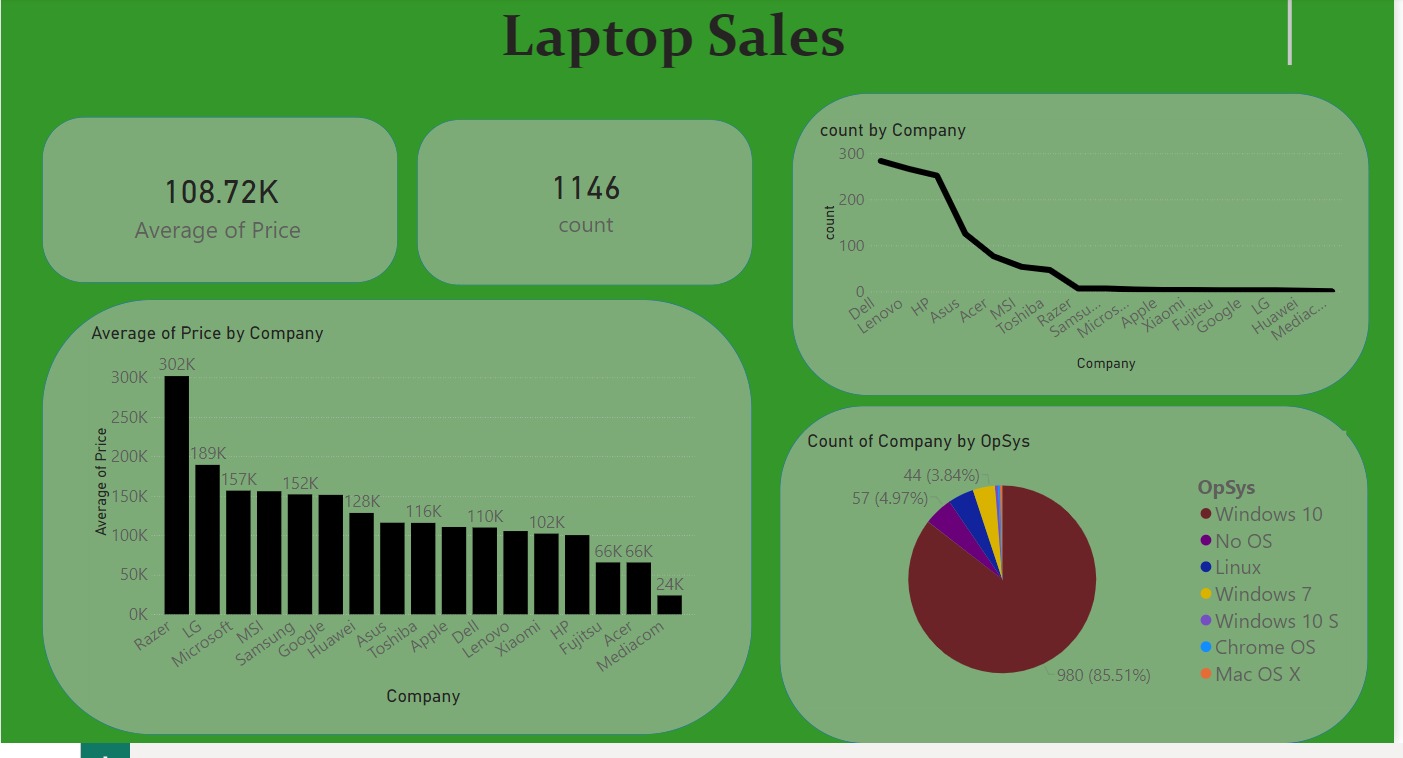 Laptop Sales
108.72K
Average of Price
1146
count
count by Company
300
200
100
0
count
Dell
Lenovo
HP
Asus
Acer
MSI
Toshiba
Razer
Samsu...
Micros...
Apple
Xiaomi
Fujitsu
Google
LG
Huawei
Mediac...
Company
Average of Price by Company
302K
300K
250K
189K
200K
157K
152K
150K
128K
116K
110K
102K
100K
66K 66K
50K
24K
0K
Average of Price
Razer
LG
Microsoft
MSI
Samsung
Google
Huawei
Asus
Toshiba
Apple
Dell
Lenovo
Xiaomi
HP
Fujitsu
Acer
Mediacom
Company
Count of Company by OpSys
44 (3.84%)
57 (4.97%)
980 (85.51%)
OpSys
Windows 10
No OS
Linux
Windows 7
Windows 10 S
Chrome OS
Mac OS X